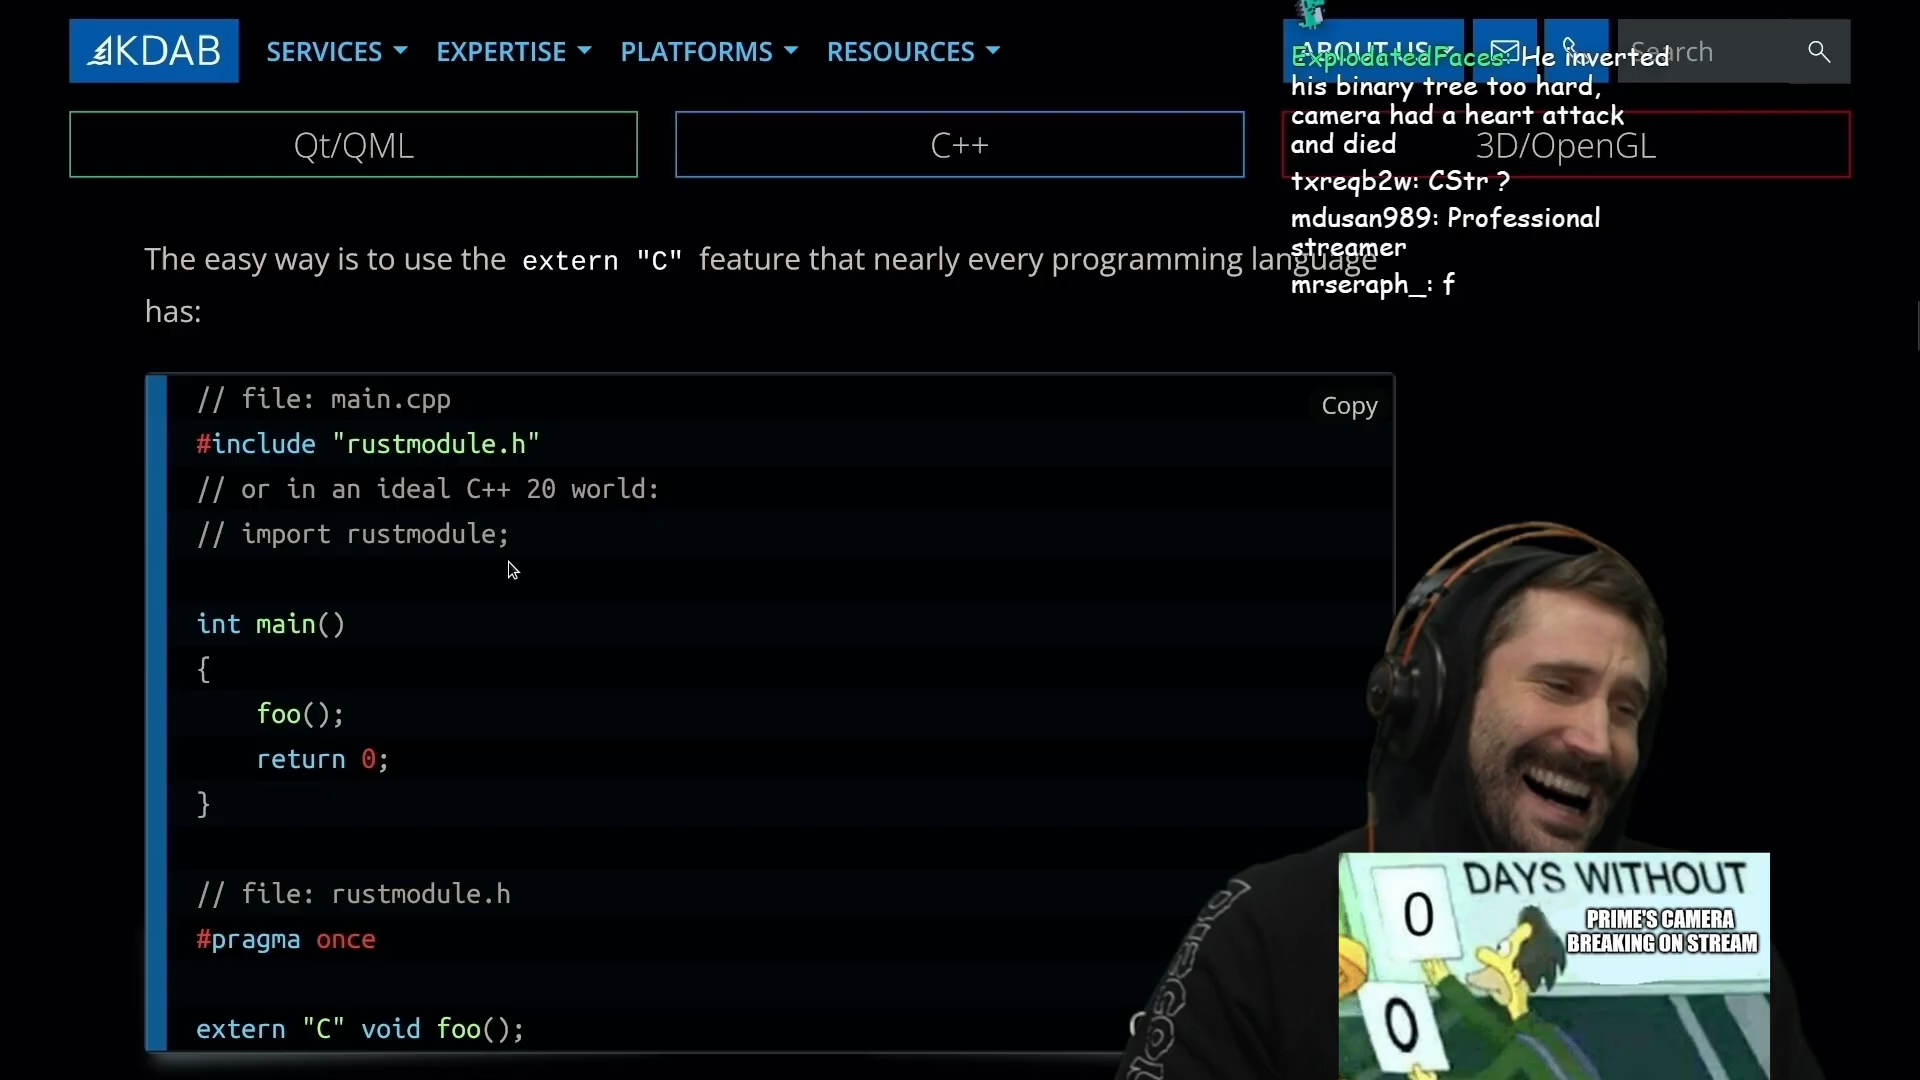 KDAB
SERVICES
EXPERTISE
PLATFORMS
RESOURCES
ABOUT US
Search
ExplodatedFaces: He inverted
his binary tree too hard,
camera had a heart attack
and died
txreqb2w: CStr ?
mdusan989: Professional
streamer
mrseraph_: f
Qt/QML
C++
3D/OpenGL
The easy way is to use the extern "C" feature that nearly every programming language
has:
Copy
// file: main.cpp
#include "rustmodule.h"
// or in an ideal C++ 20 world:
// import rustmodule;
int main()
{
foo();
return 0;
}
// file: rustmodule.h
#pragma once
extern "C" void foo();
0 DAYS WITHOUT
PRIME'S CAMERA
BREAKING ON STREAM
0